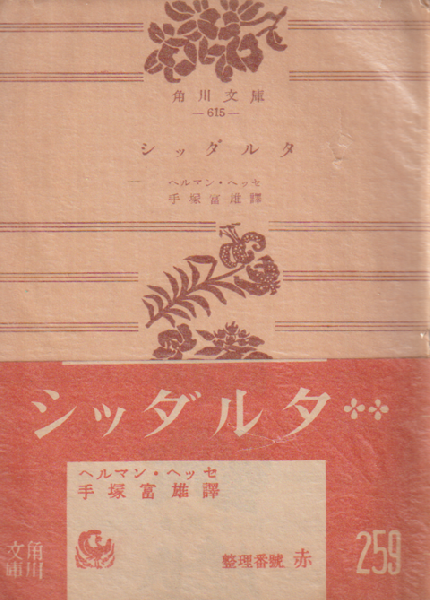 角川文庫
—615—
シッダルタ
ヘルマン・ヘッセ
手塚富雄譯
シッダルタ
ヘルマン・ヘッセ
手塚富雄譯
整理番號 赤
259
角川
文庫